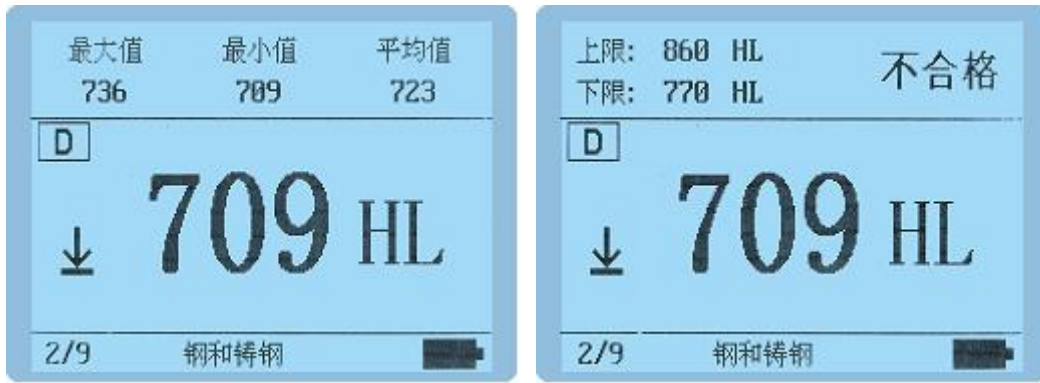 最大值 最小值 平均值
736 709 723
D
709 HL
2/9 钢和铸钢
上限: 860 HL
下限: 770 HL
不合格
D
709 HL
2/9 钢和铸钢